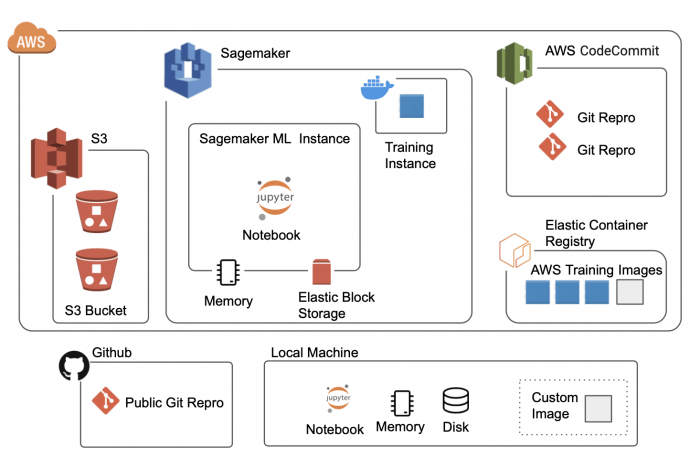 AWS
Sagemaker
AWS CodeCommit
S3
Sagemaker ML Instance
Training
Instance
Git Repro
Git Repro
jupyter
Notebook
Elastic Container
Registry
AWS Training Images
Memory
Elastic Block
Storage
S3 Bucket
Github
Public Git Repro
Local Machine
jupyter
Notebook
Memory
Disk
Custom
Image